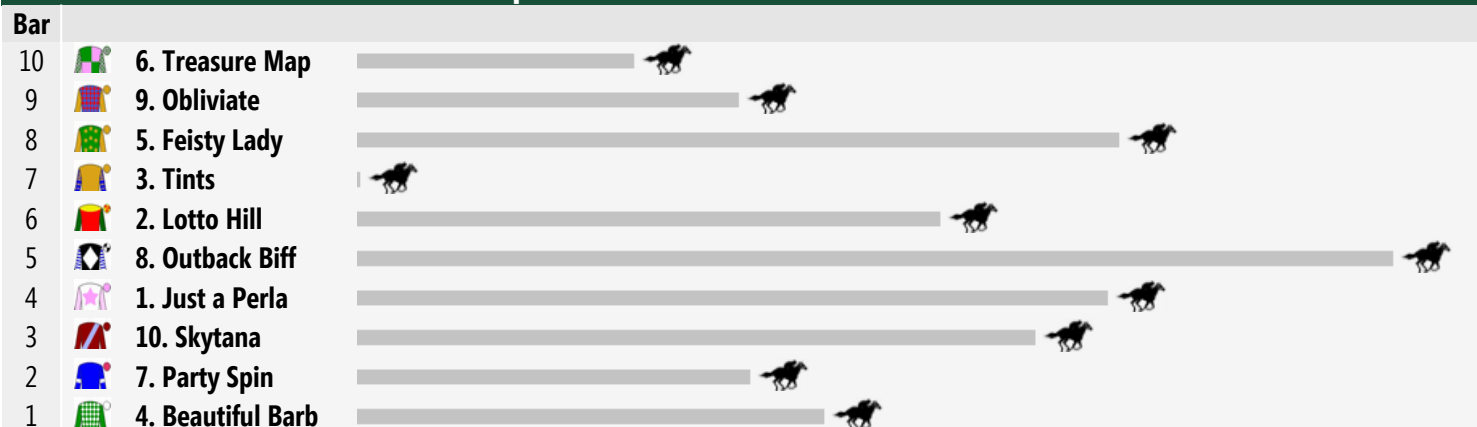 Bar
10 6. Treasure Map
9 9. Obliviate
8 5. Feisty Lady
7 3. Tints
6 2. Lotto Hill
5 8. Outback Biff
4 1. Just a Perla
3 10. Skytana
2 7. Party Spin
1 4. Beautiful Barb